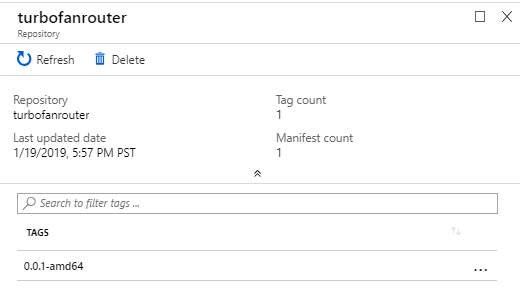 turbofanrouter
Repository
Refresh
Delete
Repository
turbofanrouter
Tag count
1
Last updated date
1/19/2019, 5:57 PM PST
Manifest count
1
Search to filter tags ...
TAGS
0.0.1-amd64
...